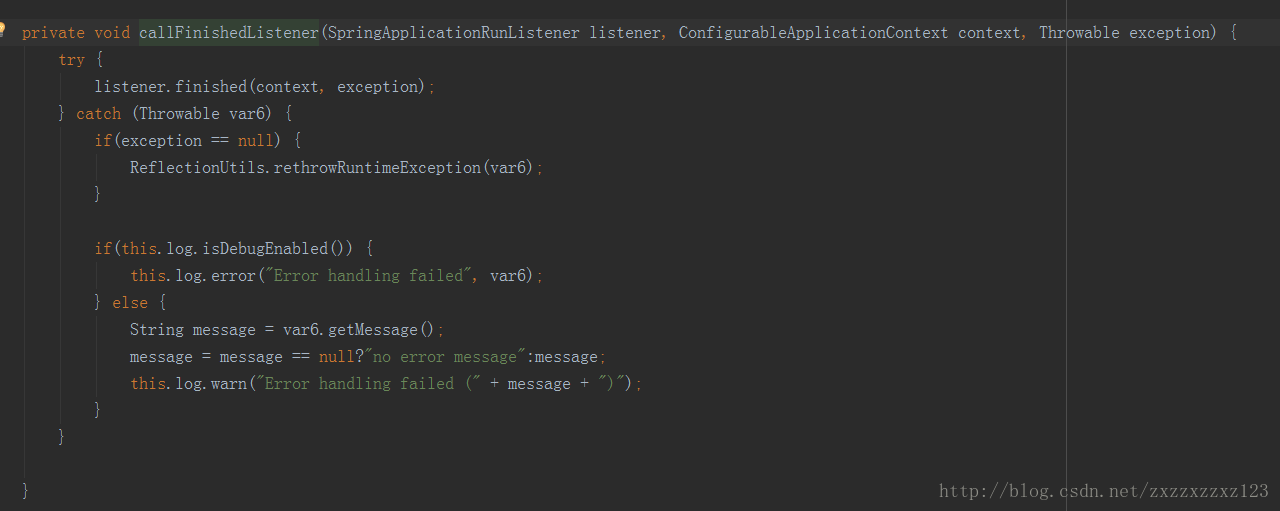 private void callFinishedListener(SpringApplicationRunListener listener, ConfigurableApplicationContext context, Throwable exception) {
try {
listener.finished(context, exception);
} catch (Throwable var6) {
if(exception == null) {
ReflectionUtils.rethrowRuntimeException(var6);
}
if(this.log.isDebugEnabled()) {
this.log.error("Error handling failed", var6);
} else {
String message = var6.getMessage();
message = message == null?"no error message":message;
this.log.warn("Error handling failed (" + message + ")");
}
}
}
http://blog.csdn.net/zxzzxzzxz123